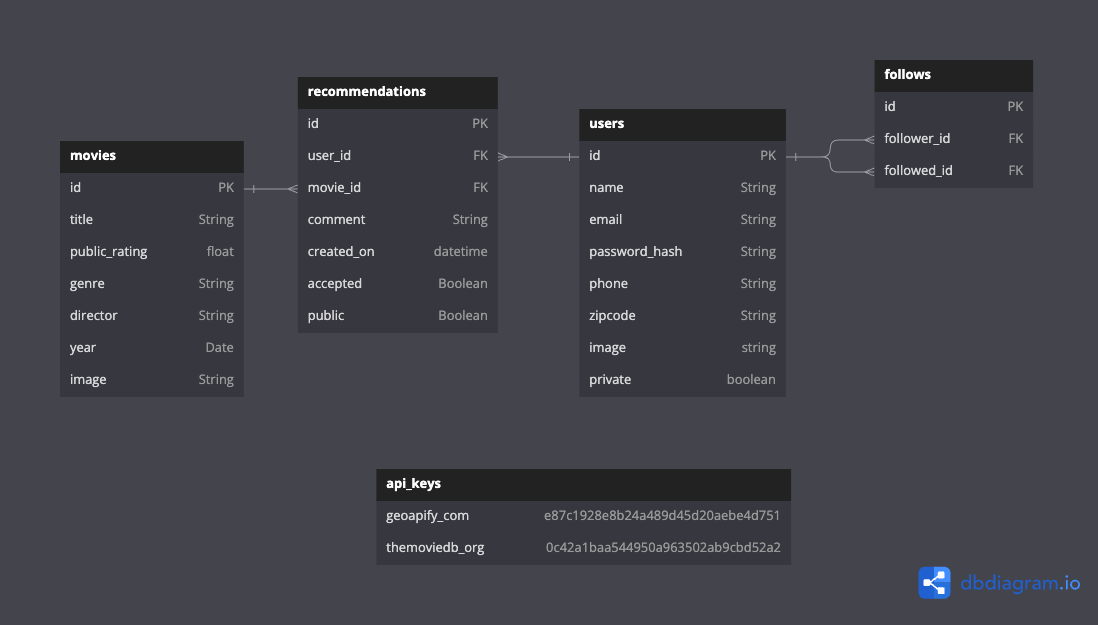 movies
id PK
title String
public_rating float
genre String
director String
year Date
image String
recommendations
id PK
user_id FK
movie_id FK
comment String
created_on datetime
accepted Boolean
public Boolean
users
id PK
name String
email String
password_hash String
phone String
zipcode String
image string
private boolean
follows
id PK
follower_id FK
followed_id FK
api_keys
geoapify_com e87c1928e8b24a489d45d20aebe4d751
themoviedb_org 0c42a1baa544950a963502ab9cbd52a2
dbdiagram.io